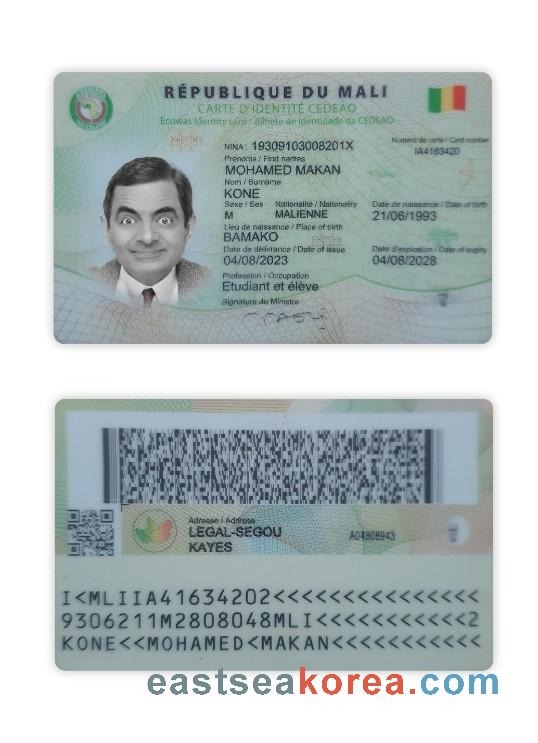 RÉPUBLIQUE DU MALI
CARTE D'IDENTITÉ CEDEAO
Ecowas Identity card / Bilhete de Identidade da CEDEAO
NINA : 19309103008201X
Numéro de carte / Card number
IA4163420
Prénoms / First names
MOHAMED MAKAN
Nom / Surname
KONE
Sexe / Sex Nationalité / Nationality Date de naissance / Date of birth
M MALIENNE 21/06/1993
Lieu de naissance / Place of birth
BAMAKO
Date de délivrance / Date of issue Date d'expiration / Date of expiry
04/08/2023 04/08/2028
Profession / Occupation
Etudiant et élève
Signature du Ministre
Adresse / Address
LEGAL-SEGOU
KAYES
A04808943
I<MLIIA41634202<<<<<<<<<<<<<<<
9306211M2808048MLI<<<<<<<<<<<2
KONE<<MOHAMED<MAKAN<<<<<<<<<<<
eastseakorea.com